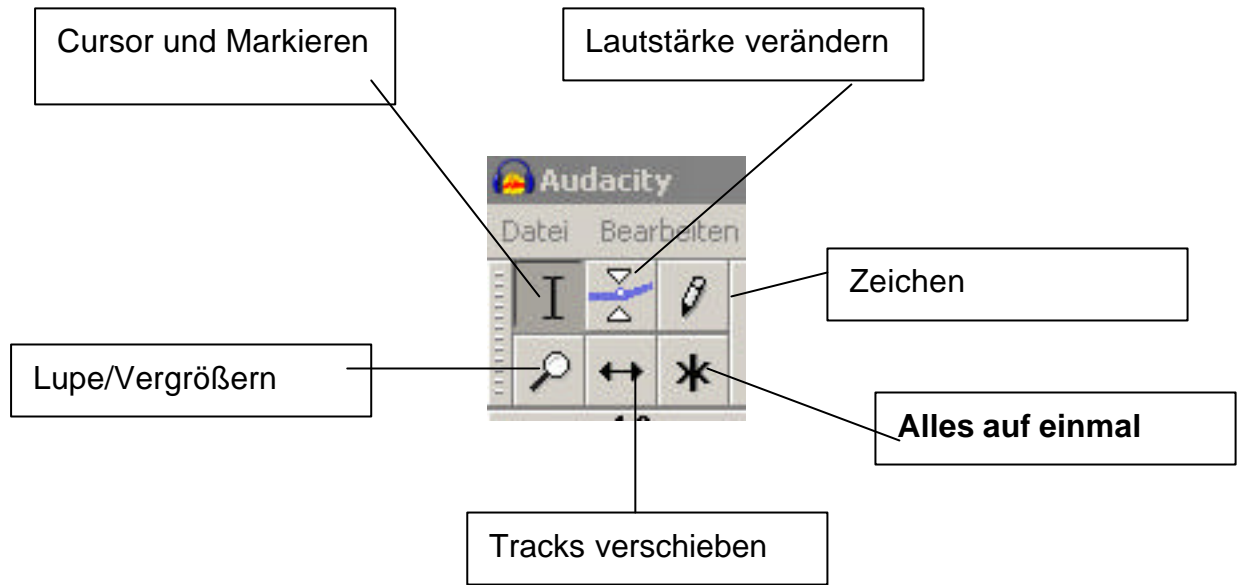 Cursor und Markieren
Lautstärke verändern
Audacity
Datei Bearbeiten
Zeichen
Lupe/Vergrößern
Alles auf einmal
Tracks verschieben